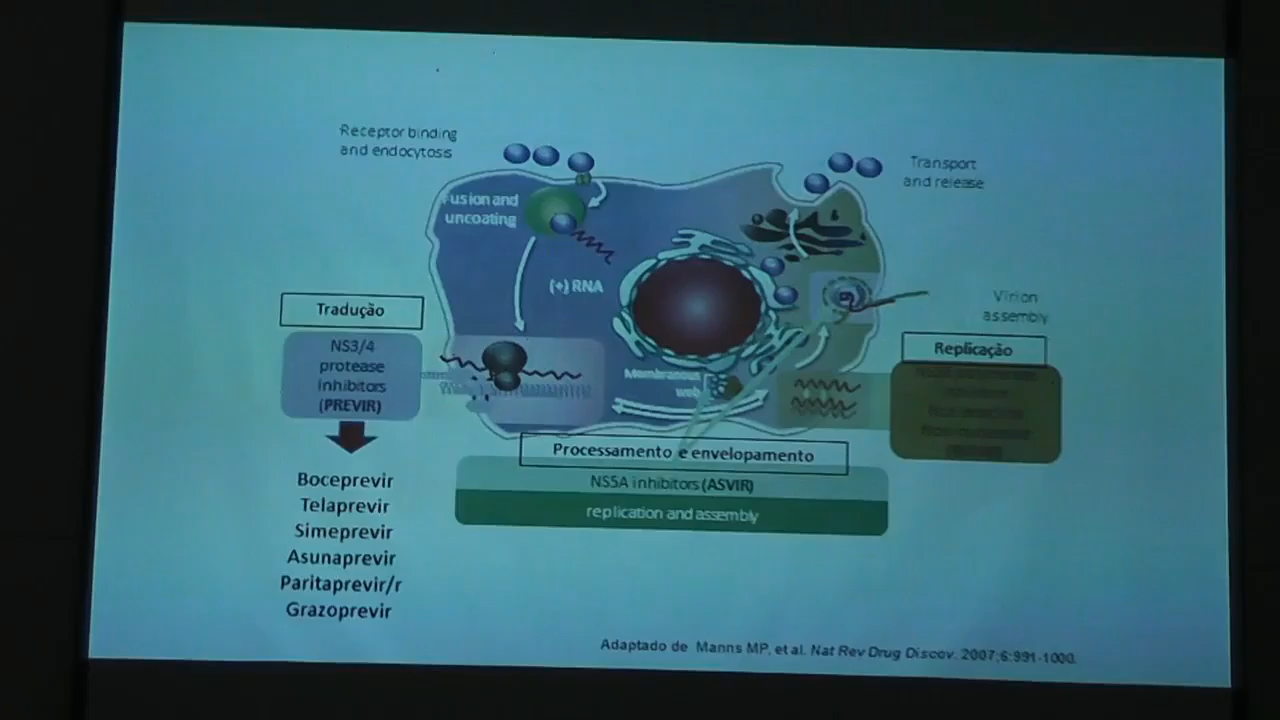 Receptor binding
and endocytosis
Transport
and release
Fusion and
uncoating
(+) RNA
Virion
assembly
Tradução
NS3/4
protease
inhibitors
(PREVIR)
Membranous
web
Replicação
Processamento e envelopamento
NS5A inhibitors (ASVIR)
replication and assembly
Boceprevir
Telaprevir
Simeprevir
Asunaprevir
Paritaprevir/r
Grazoprevir
Adaptado de Manns MP, et al. Nat Rev Drug Discov. 2007;6:991-1000.